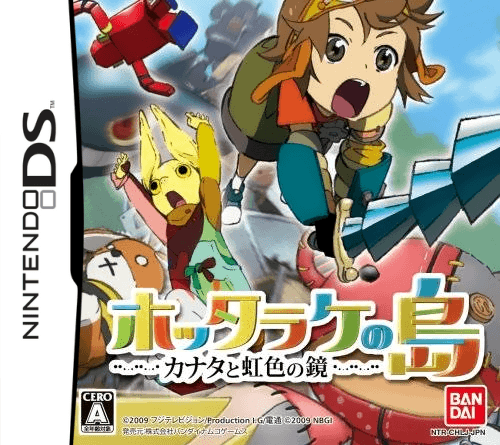 NINTENDO DS™
ホッタラケの島
カナタと虹色の鏡
CERO
A
全年齢対象
©2009 フジテレビジョン/Production I.G/電通 ©2009 NBGI
発売元:株式会社バンダイナムコゲームス
BAN
DAI
NTR-CHLJ-JPN